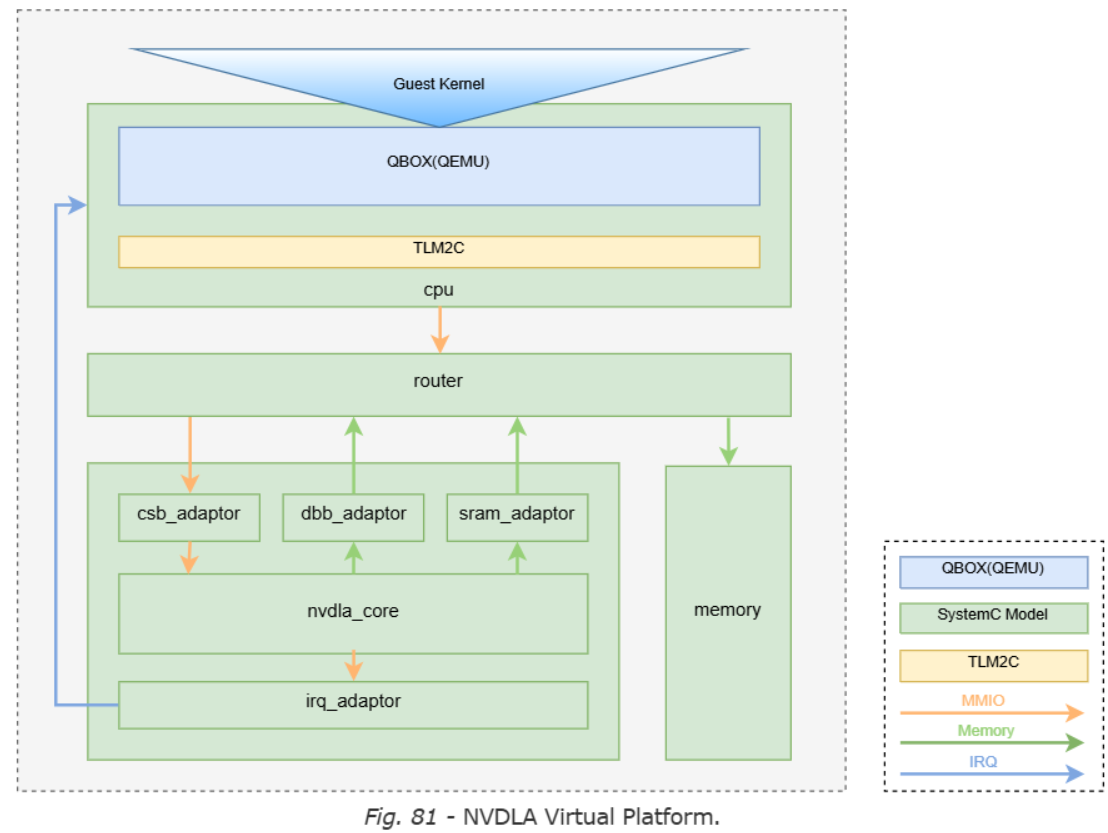 Guest Kernel
QBOX(QEMU)
TLM2C
cpu
router
csb_adaptor
dbb_adaptor
sram_adaptor
nvdla_core
irq_adaptor
memory
QBOX(QEMU)
SystemC Model
TLM2C
MMIO
Memory
IRQ
Fig. 81 - NVDLA Virtual Platform.